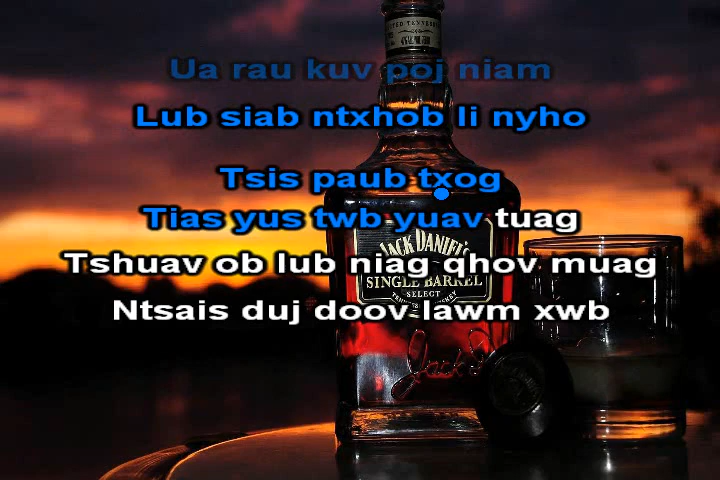 Ua rau kuv poj niam
Lub siab ntxhob li nyho
Tsis paub txog
Tias yus twb yuav tuag
Tshuav ob lub niag qhov muag
Ntsais duj doov lawm xwb
JACK DANIEL'S
SINGLE BARREL
SELECT